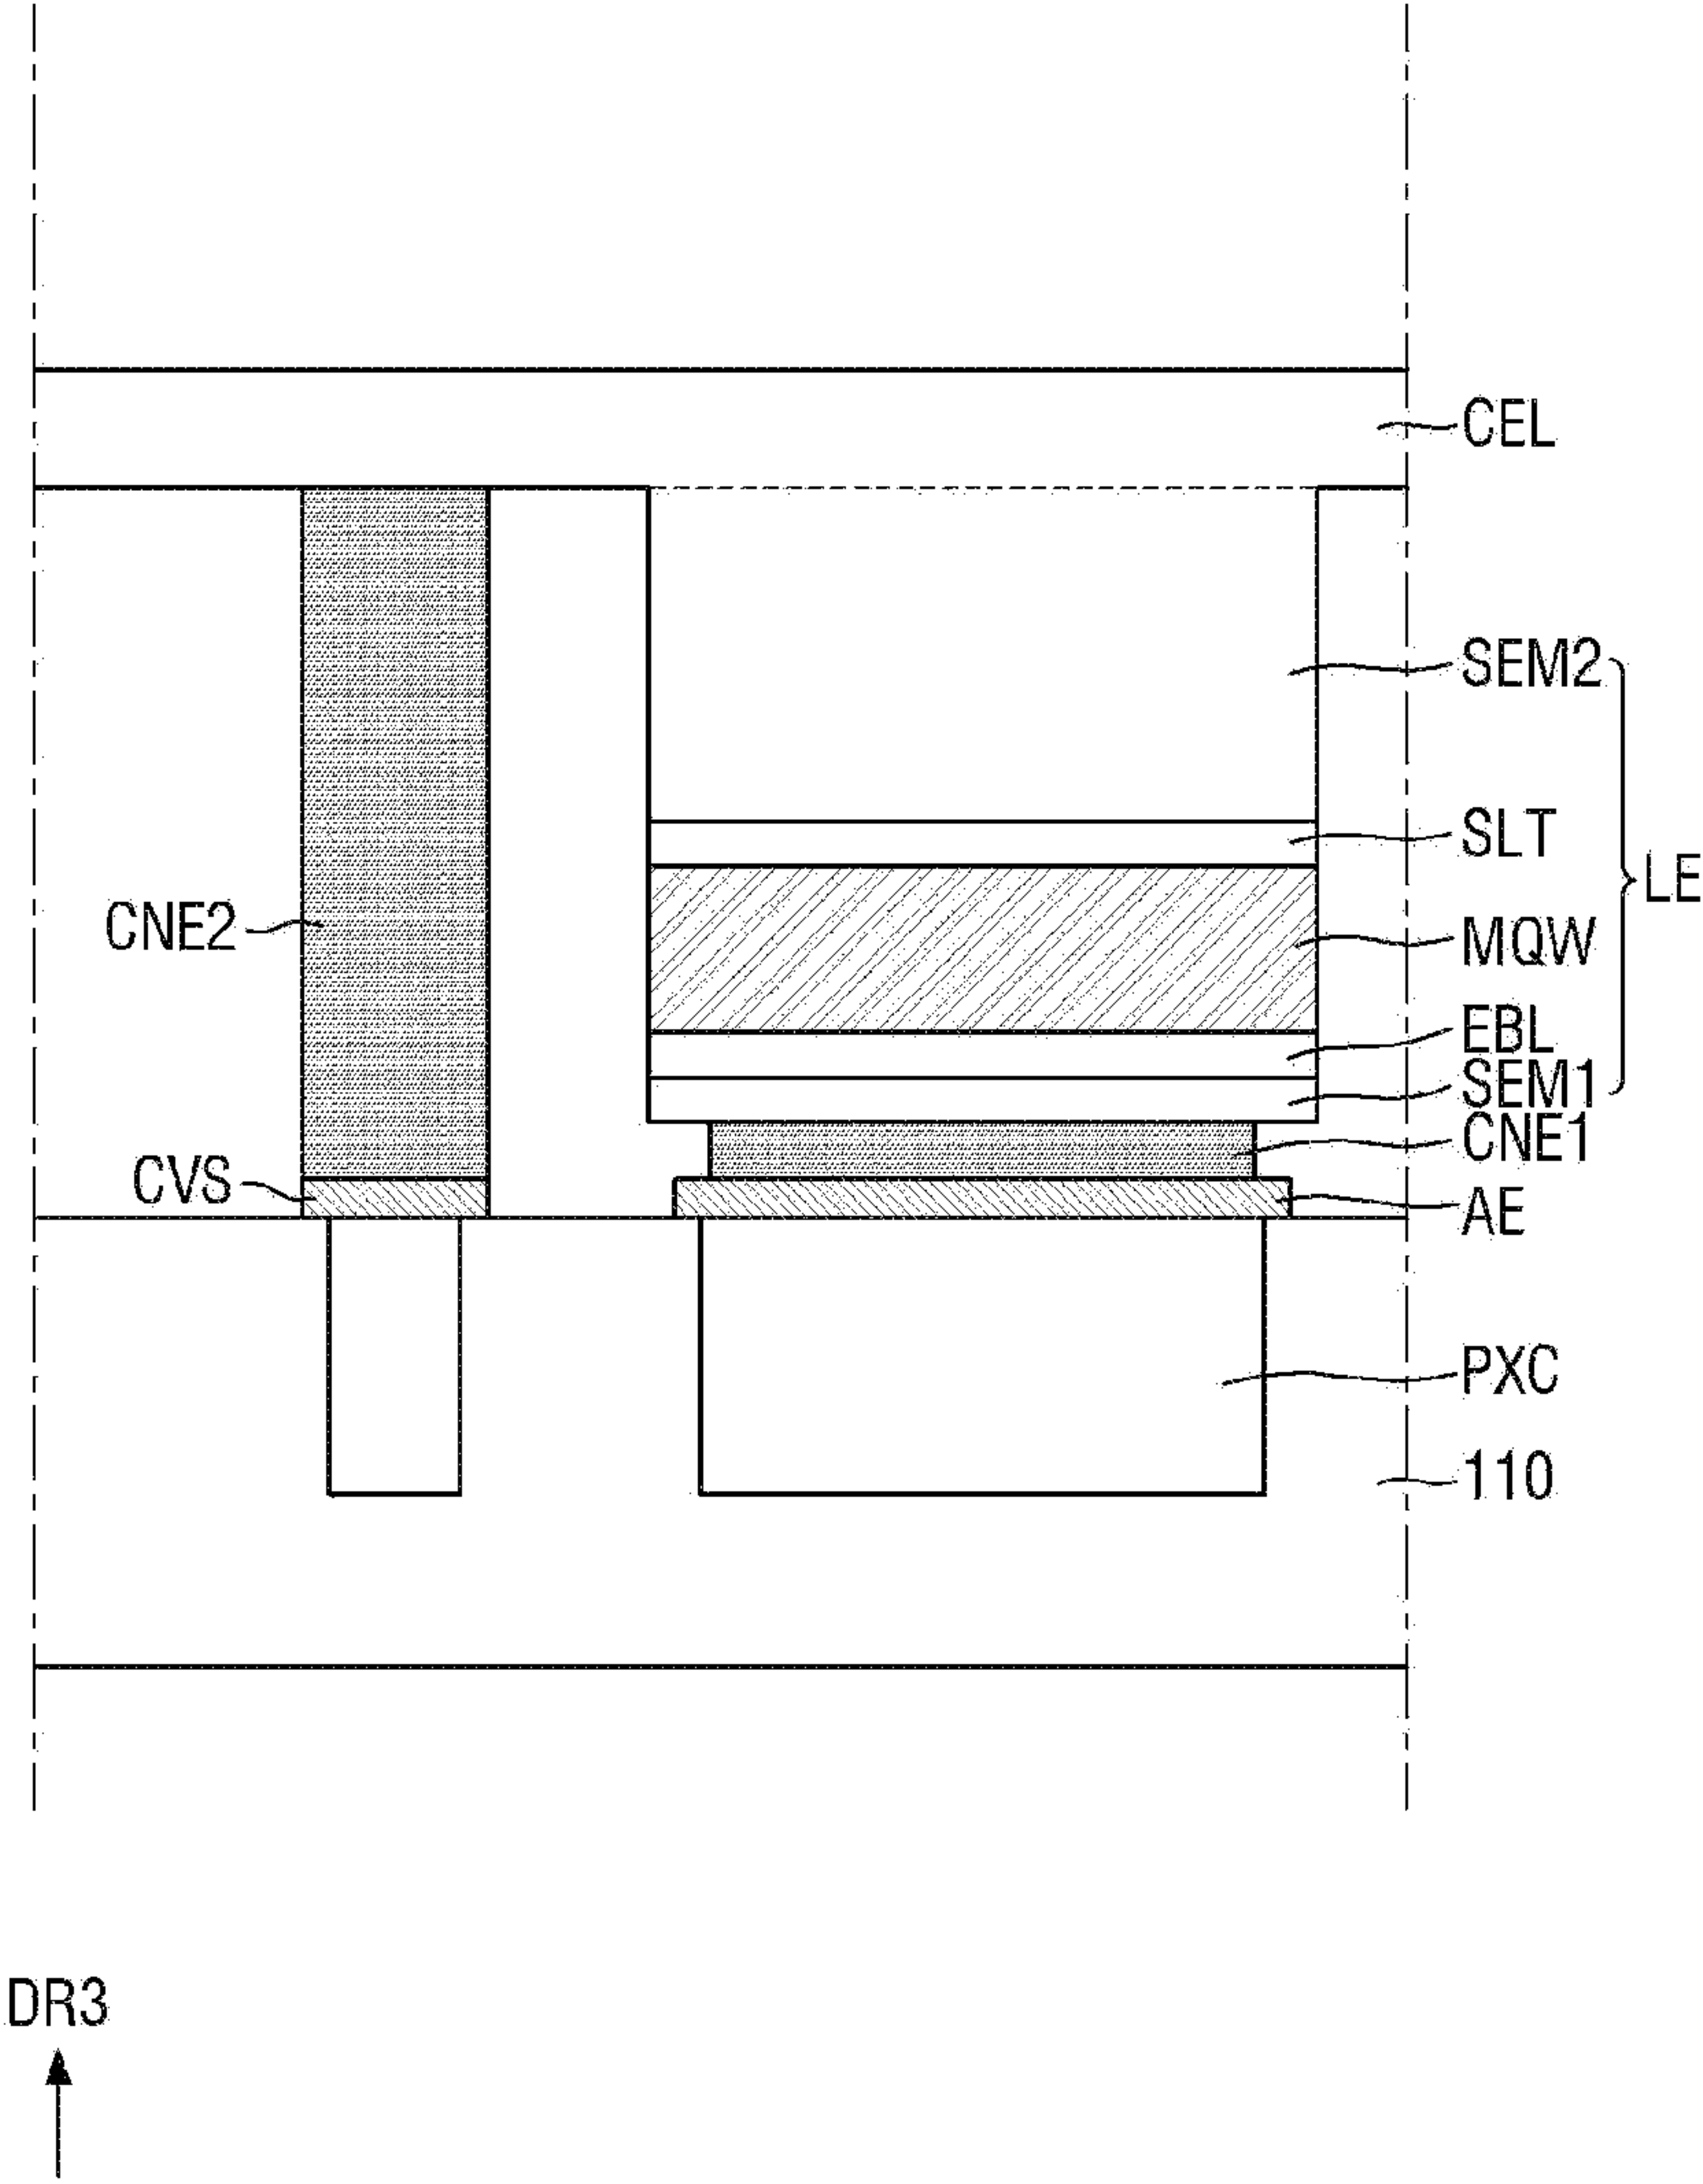 CEL
SEM2
SLT
LE
CNE2
MQW
EBL
SEM1
CNE1
CVS
AE
PXC
110
DR3